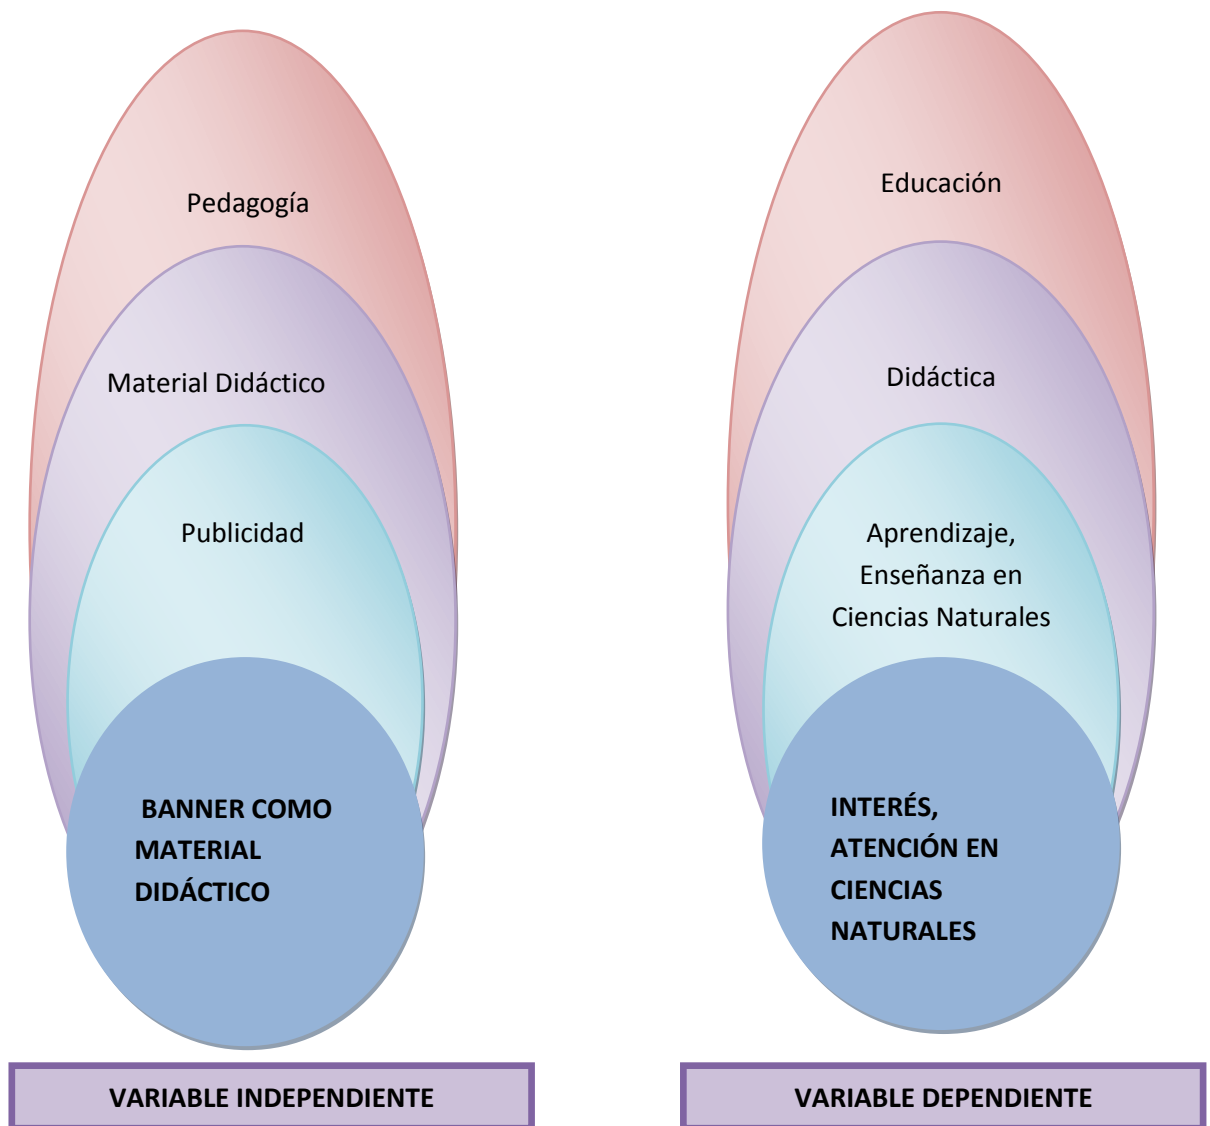 Pedagogía
Material Didáctico
Publicidad
BANNER COMO
MATERIAL
DIDÁCTICO
VARIABLE INDEPENDIENTE
Educación
Didáctica
Aprendizaje,
Enseñanza en
Ciencias Naturales
INTERÉS,
ATENCIÓN EN
CIENCIAS
NATURALES
VARIABLE DEPENDIENTE